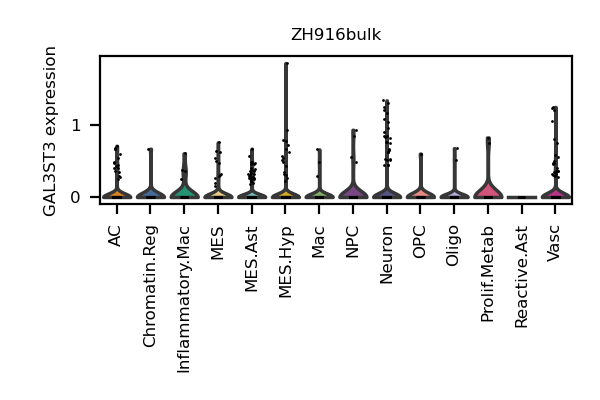 ZH916bulk
GAL3ST3 expression
1
0
AC
Chromatin.Reg
Inflammatory.Mac
MES
MES.Ast
MES.Hyp
Mac
NPC
Neuron
OPC
Oligo
Prolif.Metab
Reactive.Ast
Vasc